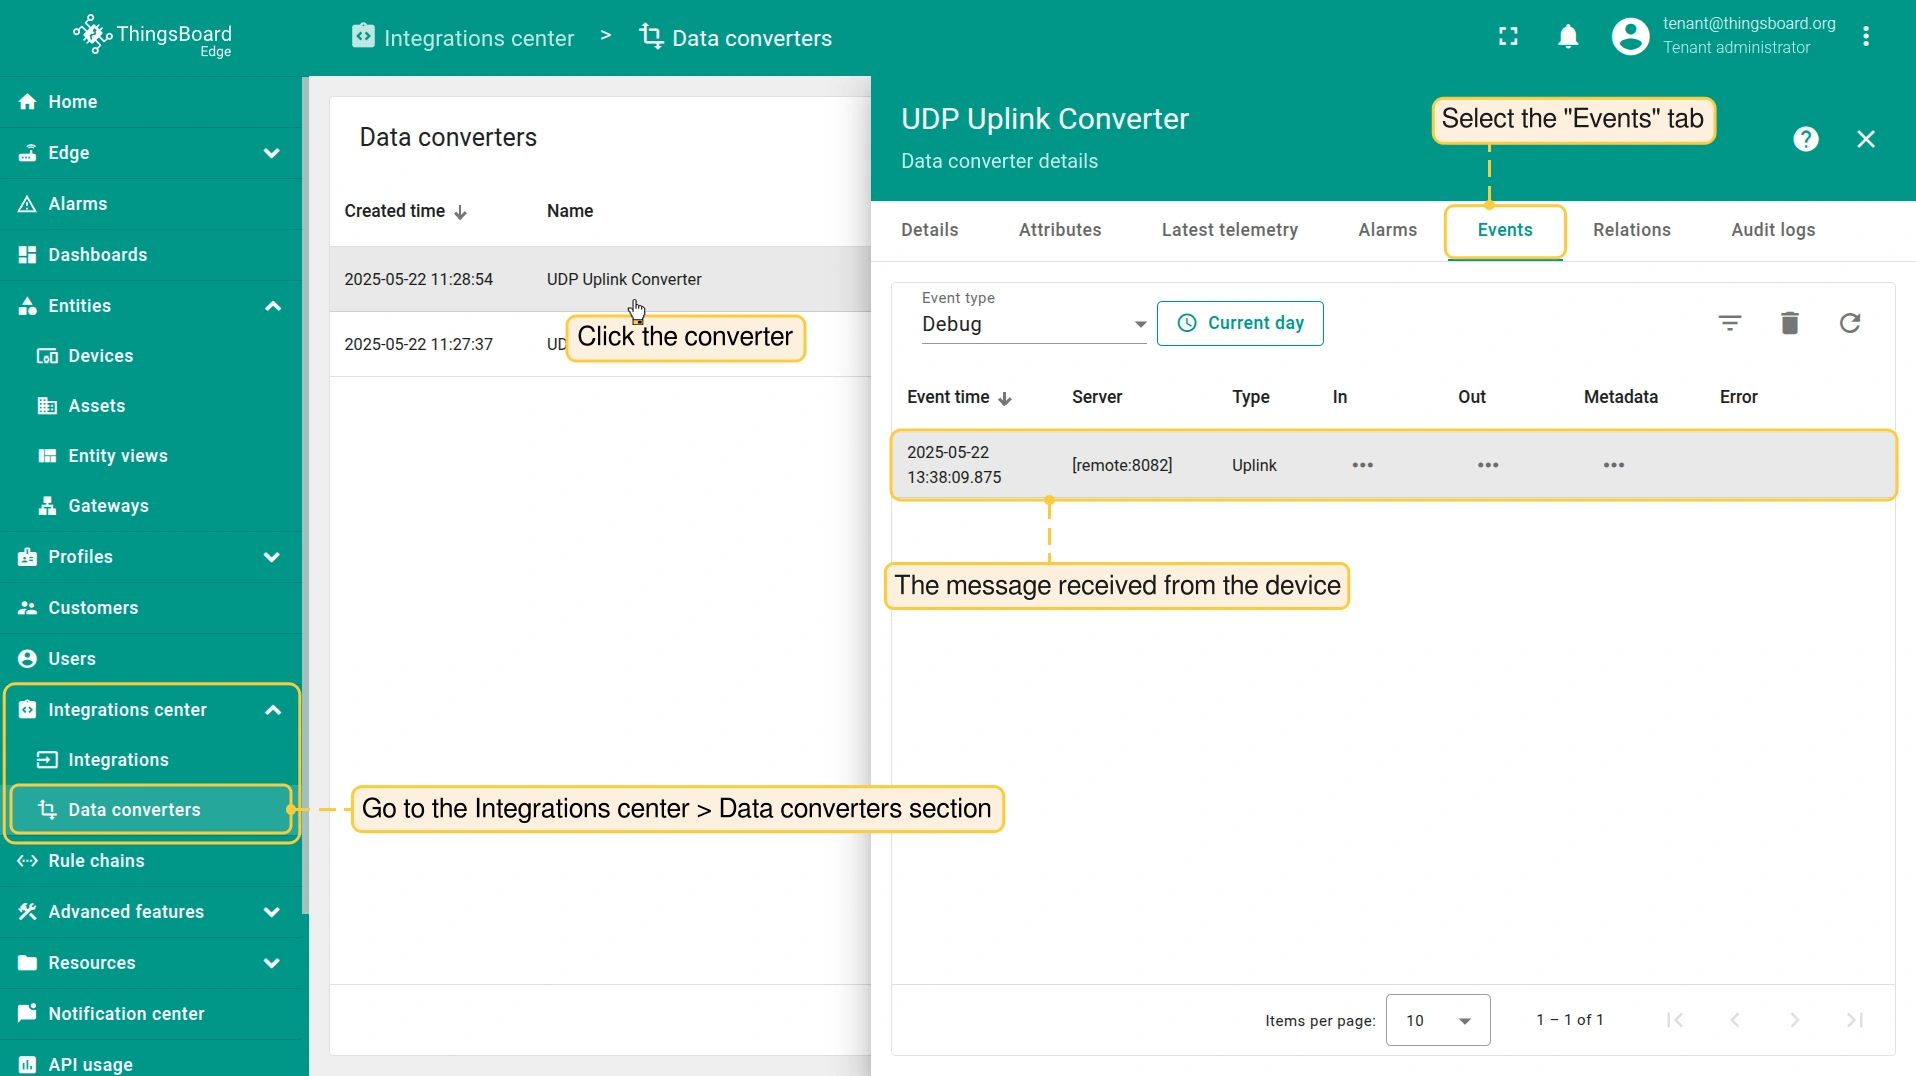 ThingsBoard
Edge
Integrations center > Data converters
tenant@thingsboard.org
Tenant administrator
Home
Edge
Alarms
Dashboards
Entities
Devices
Assets
Entity views
Gateways
Profiles
Customers
Users
Integrations center
Integrations
Data converters
Rule chains
Advanced features
Resources
Notification center
API usage
Data converters
Created time Name
2025-05-22 11:28:54 UDP Uplink Converter
2025-05-22 11:27:37 UD
Click the converter
Go to the Integrations center > Data converters section
UDP Uplink Converter
Data converter details
Select the "Events" tab
Details Attributes Latest telemetry Alarms Events Relations Audit logs
Event type
Debug
Current day
Event time Server Type In Out Metadata Error
2025-05-22
13:38:09.875
[remote:8082] Uplink ••• ••• •••
The message received from the device
Items per page: 10 1 – 1 of 1